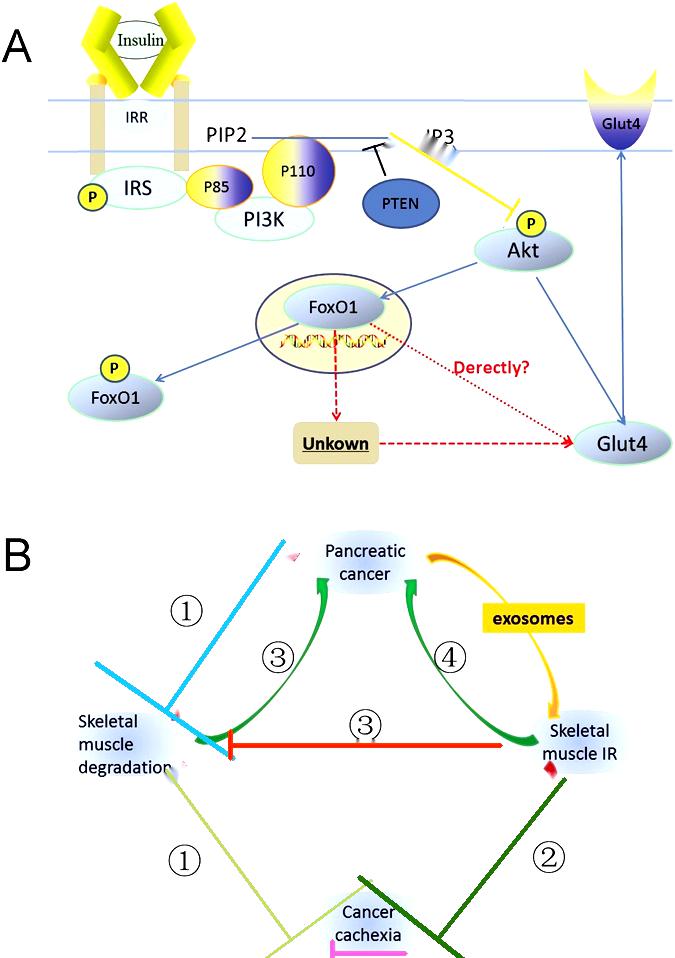 A
Insulin
IRR
PIP2
Glut4
P110
P85
IRS
P
PI3K
PTEN
P
Akt
FoxO1
Derectly?
P
FoxO1
Unkown
Glut4
B
Pancreatic
cancer
①
exosomes
③
④
③
Skeletal
muscle
degradation
Skeletal
muscle IR
①
②
Cancer
cachexia